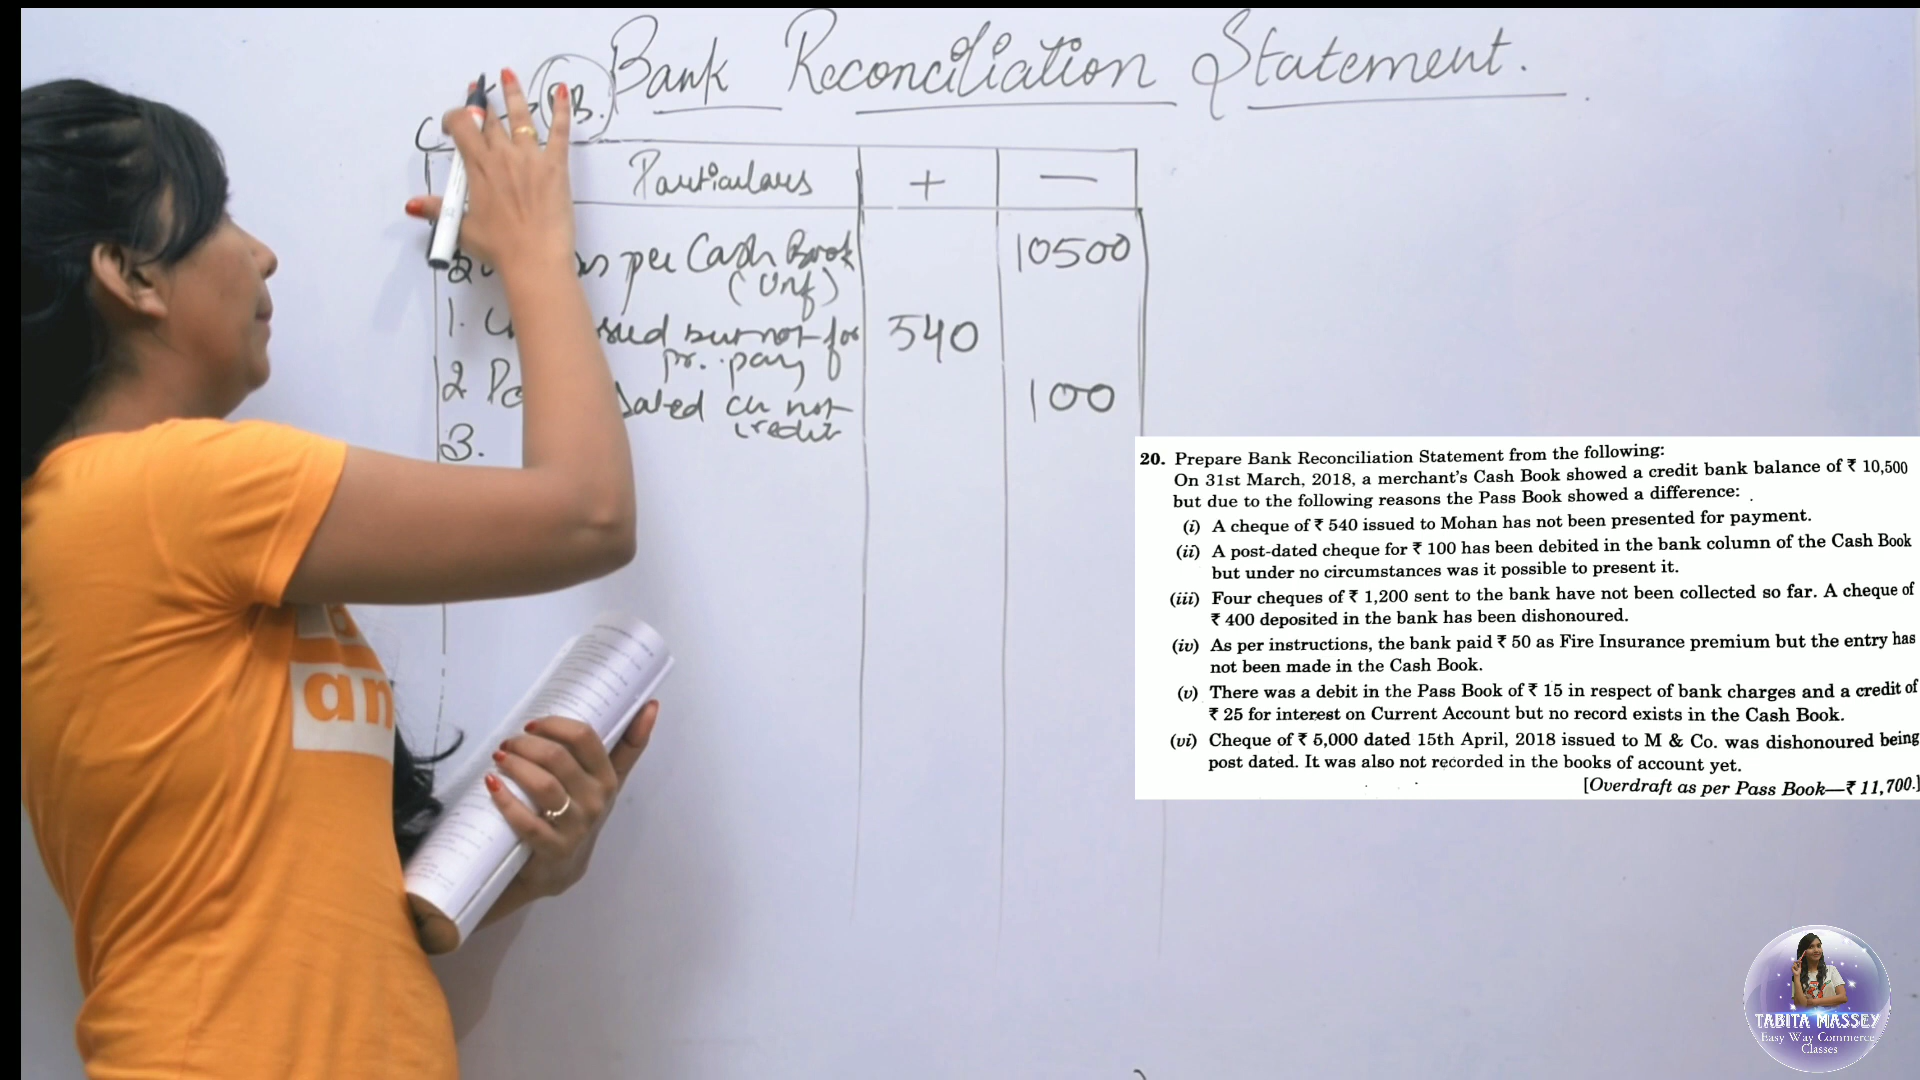 Bank Reconciliation Statement.
C
B.
Particulars + —
as per Cash Book 10500
(Unf)
1. sued but not for 540
pr. pay
2 dated ch not 100
credit
3.
20. Prepare Bank Reconciliation Statement from the following:
On 31st March, 2018, a merchant's Cash Book showed a credit bank balance of ₹ 10,500
but due to the following reasons the Pass Book showed a difference:
(i) A cheque of ₹ 540 issued to Mohan has not been presented for payment.
(ii) A post-dated cheque for ₹ 100 has been debited in the bank column of the Cash Book
but under no circumstances was it possible to present it.
(iii) Four cheques of ₹ 1,200 sent to the bank have not been collected so far. A cheque of
₹ 400 deposited in the bank has been dishonoured.
(iv) As per instructions, the bank paid ₹ 50 as Fire Insurance premium but the entry has
not been made in the Cash Book.
(v) There was a debit in the Pass Book of ₹ 15 in respect of bank charges and a credit of
₹ 25 for interest on Current Account but no record exists in the Cash Book.
(vi) Cheque of ₹ 5,000 dated 15th April, 2018 issued to M & Co. was dishonoured being
post dated. It was also not recorded in the books of account yet.
[Overdraft as per Pass Book—₹ 11,700.]
an
TABITA MASSEY
Easy Way Commerce
Classes